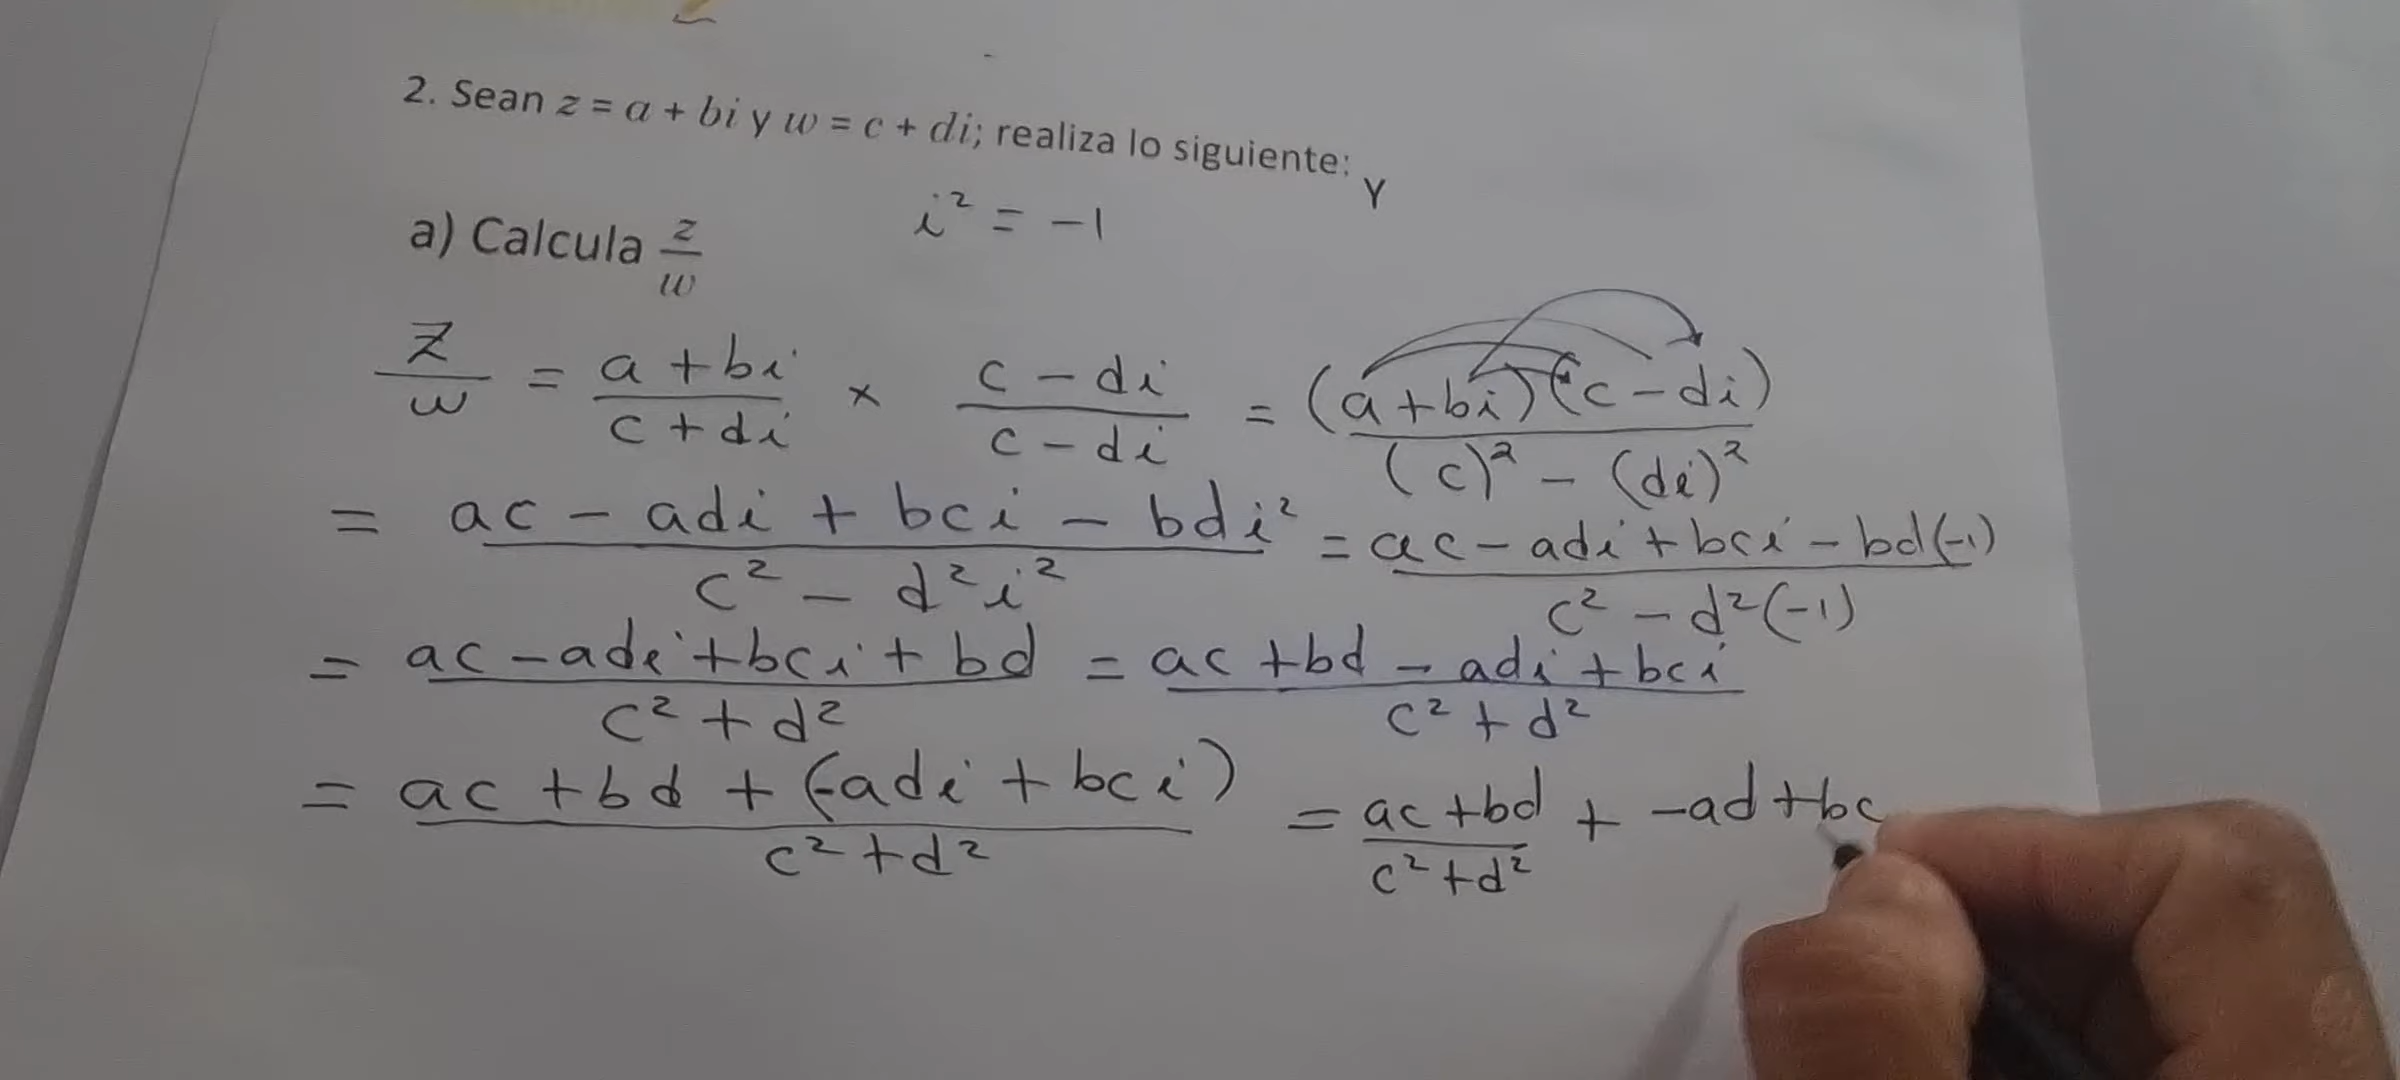 2. Sean z = a + bi y w = c + di; realiza lo siguiente: Y
a) Calcula z/w i² = -1
z/w = (a + bi)/(c + di) × (c - di)/(c - di) = (a + bi)(c - di)/((c)² - (di)²)
= (ac - adi + bci - bdi²)/(c² - d²i²) = (ac - adi + bci - bd(-1))/(c² - d²(-1))
= (ac - adi + bci + bd)/(c² + d²) = (ac + bd - adi + bci)/(c² + d²)
= (ac + bd + (-adi + bci))/(c² + d²) = (ac + bd)/(c² + d²) + -ad + bc